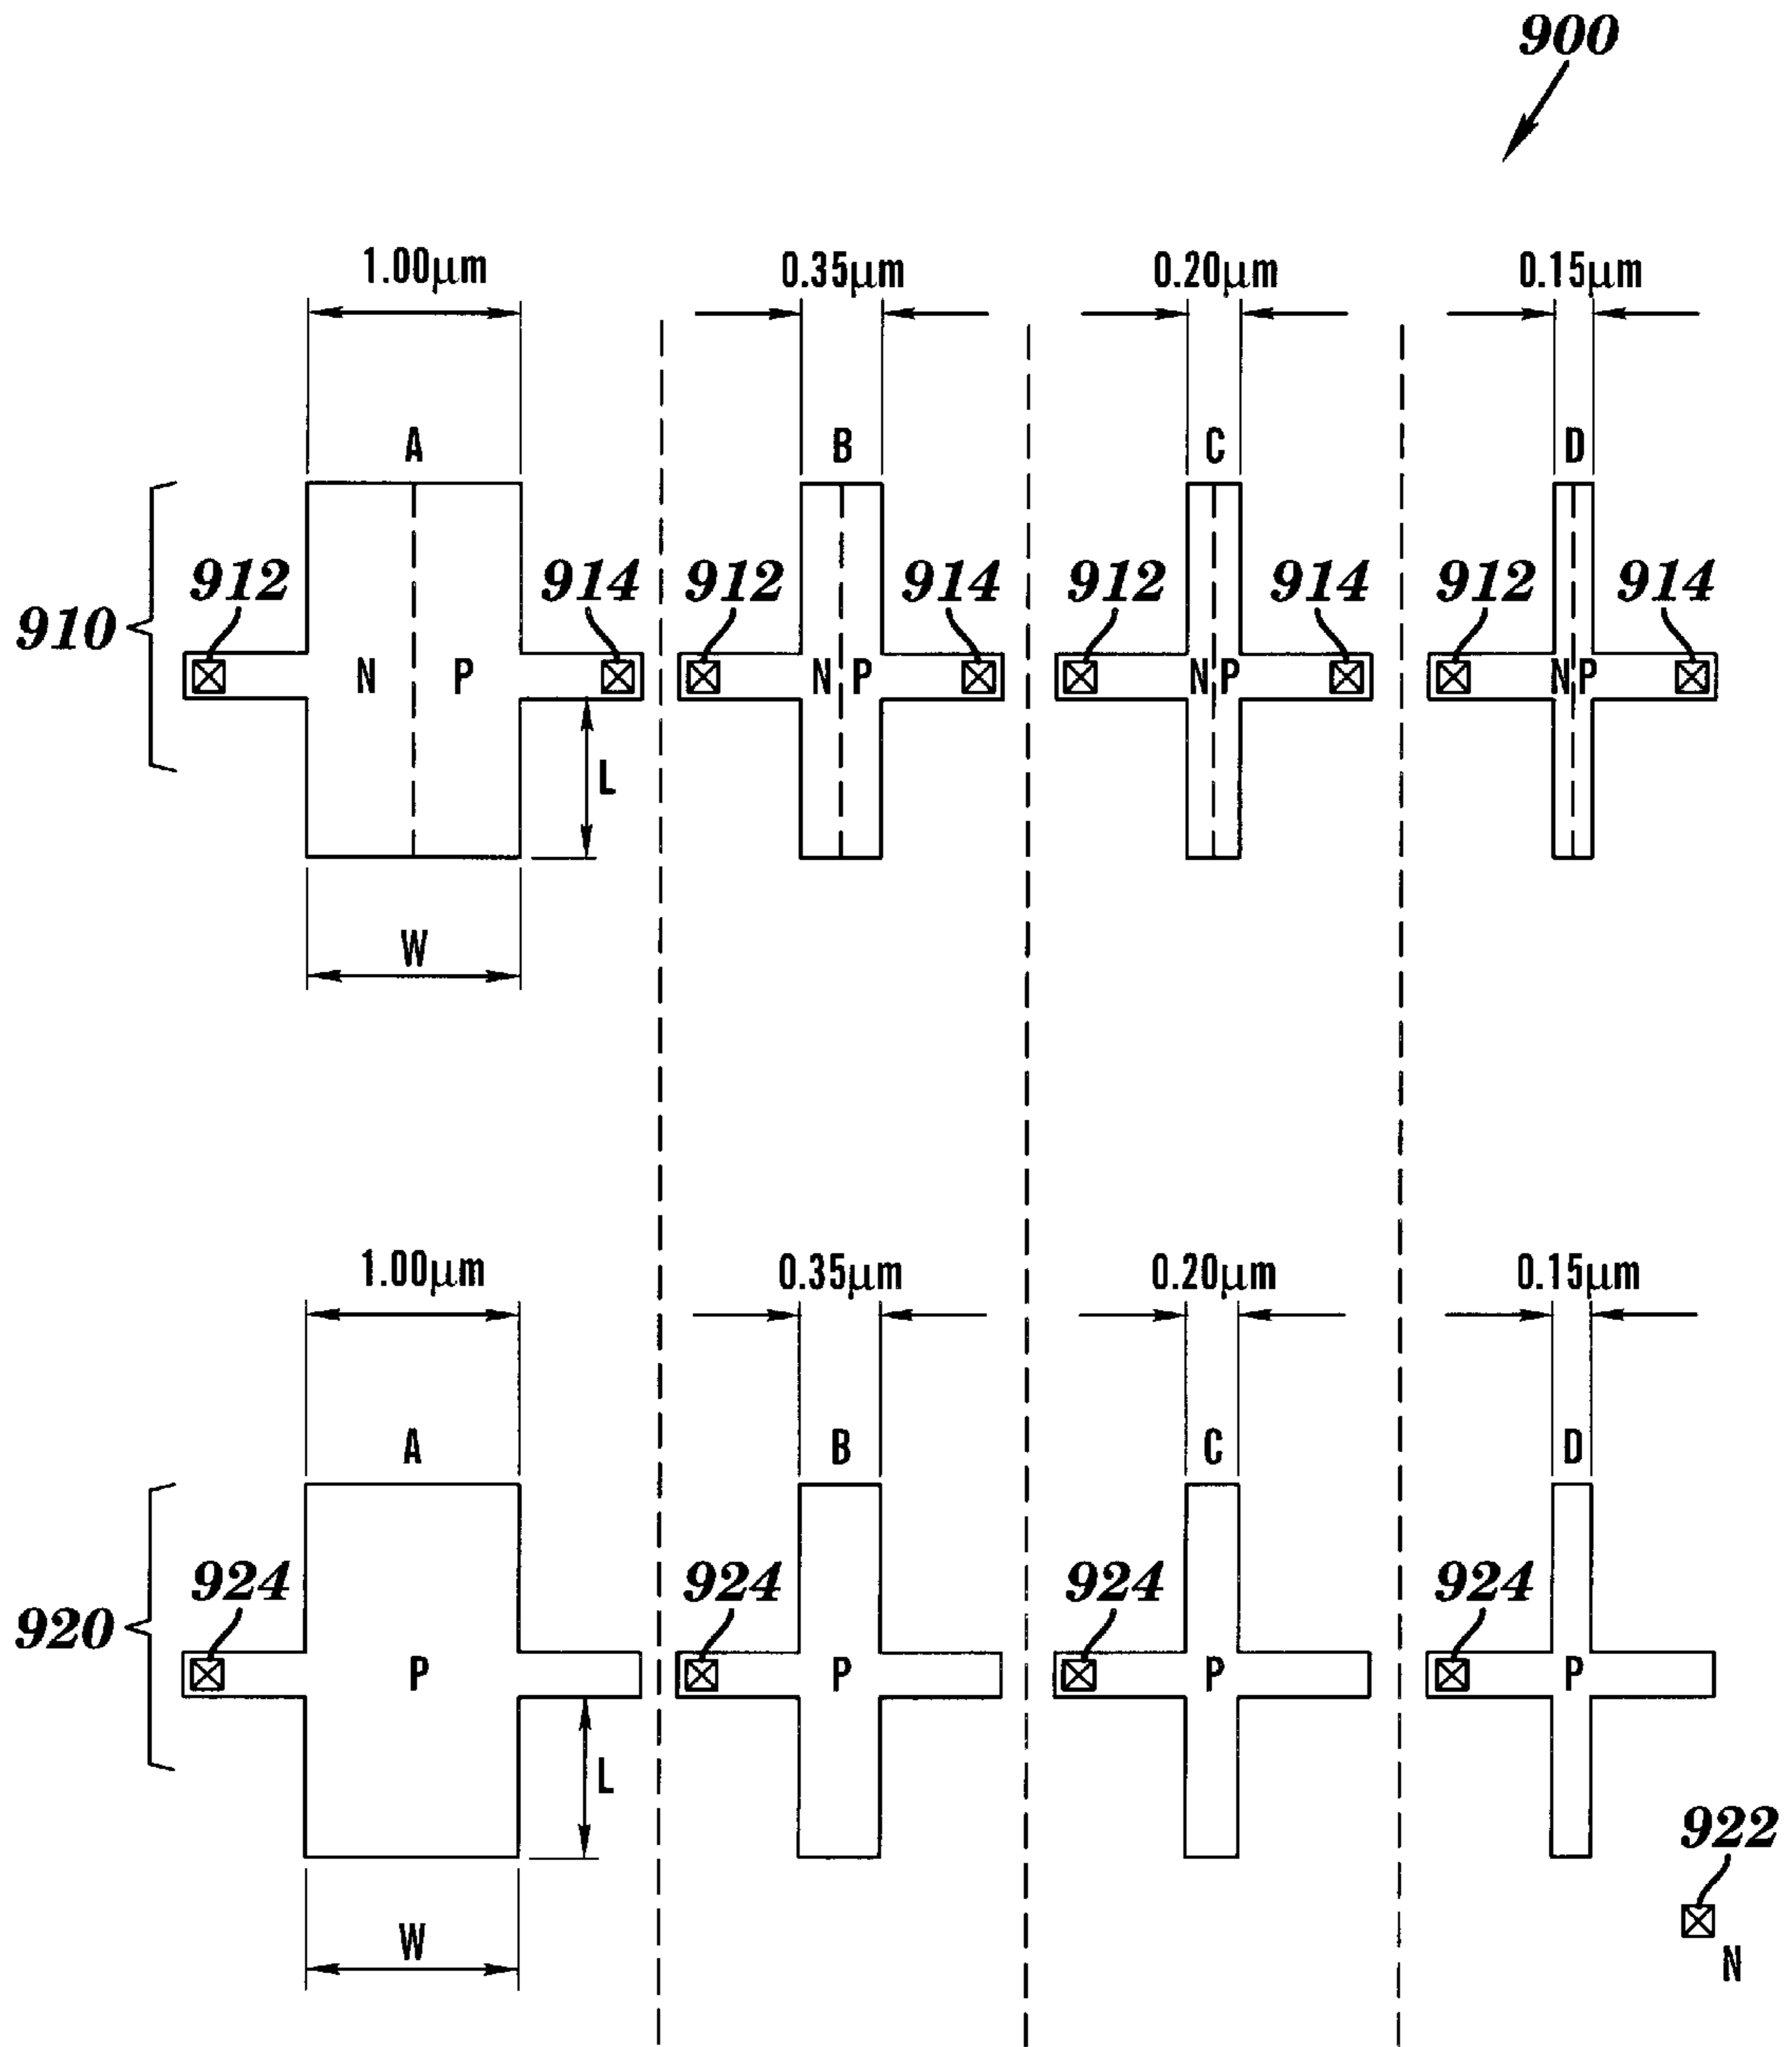 900
1.00μm 0.35μm 0.20μm 0.15μm
A B C D
912 914 912 914 912 914 912 914
910
N P N P N P N P
L
W
1.00μm 0.35μm 0.20μm 0.15μm
A B C D
924 924 924 924
920
P P P P
L
922
W
N